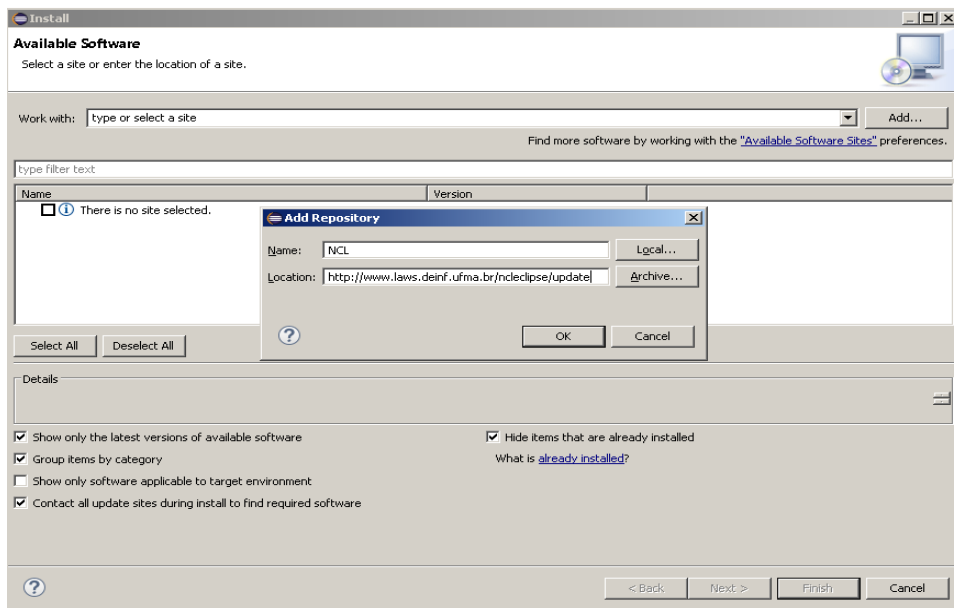 Install
Available Software
Select a site or enter the location of a site.
Work with: type or select a site Add...
Find more software by working with the "Available Software Sites" preferences.
type filter text
Name Version
There is no site selected.
Add Repository
Name: NCL Local...
Location: http://www.laws.deinf.ufma.br/ncleclipse/update Archive...
OK Cancel
Select All Deselect All
Details
Show only the latest versions of available software Hide items that are already installed
Group items by category What is already installed?
Show only software applicable to target environment
Contact all update sites during install to find required software
< Back Next > Finish Cancel